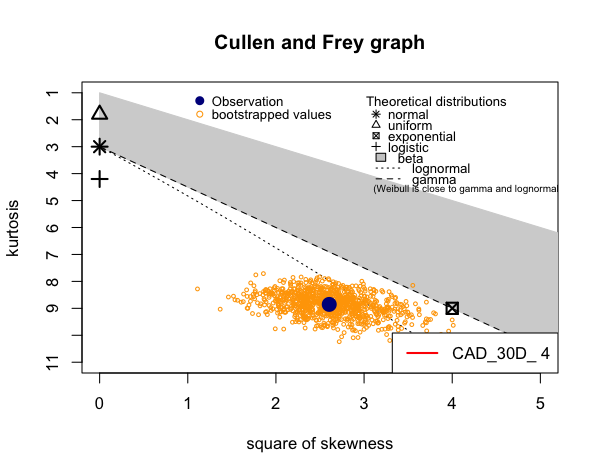 Cullen and Frey graph
Observation
bootstrapped values
Theoretical distributions
normal
uniform
exponential
logistic
beta
lognormal
gamma
(Weibull is close to gamma and lognormal
kurtosis
1
2
3
4
5
6
7
8
9
11
CAD_30D_ 4
0
1
2
3
4
5
square of skewness